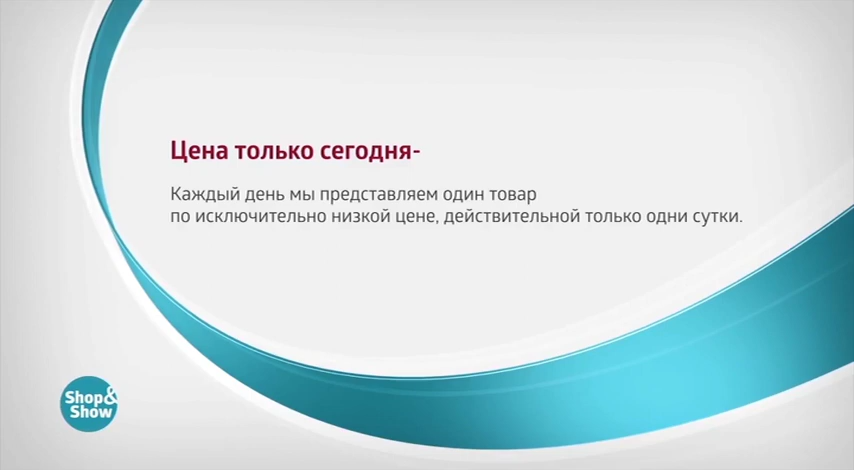 Цена только сегодня-
Каждый день мы представляем один товар
по исключительно низкой цене, действительной только одни сутки.
Shop&
Show